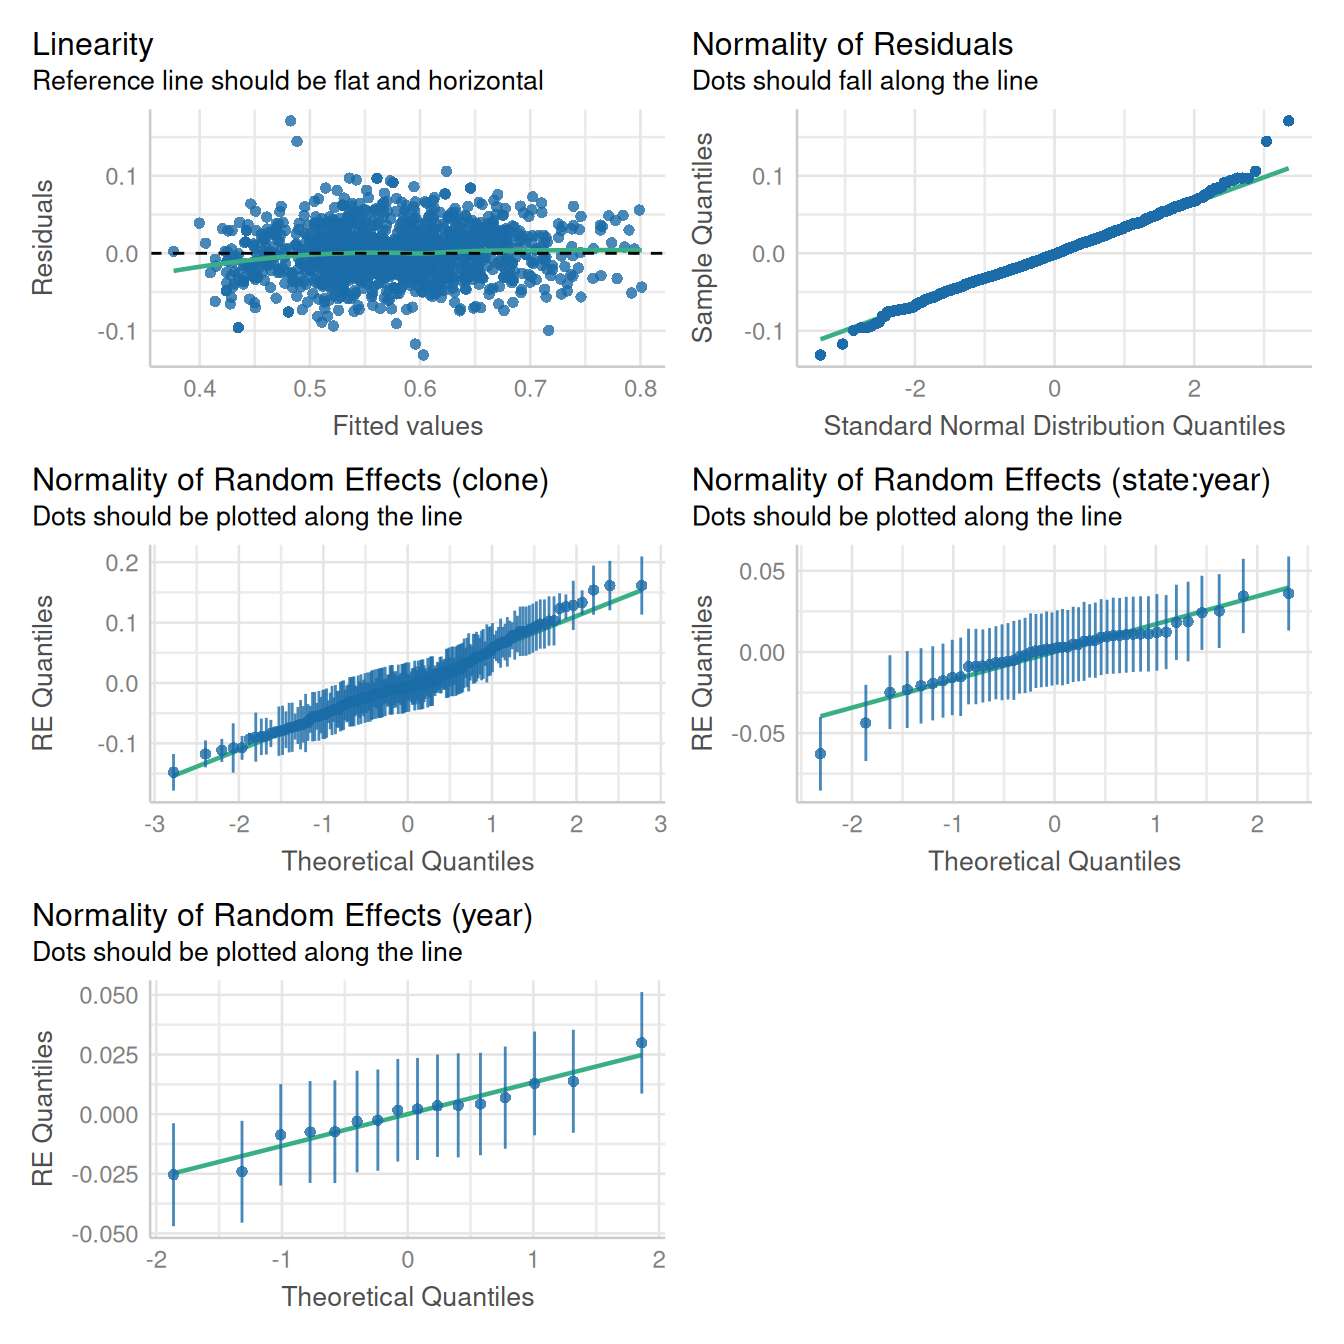 Linearity
Reference line should be flat and horizontal
Residuals
0.1
0.0
-0.1
0.4 0.5 0.6 0.7 0.8
Fitted values
Normality of Residuals
Dots should fall along the line
Sample Quantiles
0.1
0.0
-0.1
-2 0 2
Standard Normal Distribution Quantiles
Normality of Random Effects (clone)
Dots should be plotted along the line
RE Quantiles
0.2
0.1
0.0
-0.1
-3 -2 -1 0 1 2 3
Theoretical Quantiles
Normality of Random Effects (state:year)
Dots should be plotted along the line
RE Quantiles
0.05
0.00
-0.05
-2 -1 0 1 2
Theoretical Quantiles
Normality of Random Effects (year)
Dots should be plotted along the line
RE Quantiles
0.050
0.025
0.000
-0.025
-0.050
-2 -1 0 1 2
Theoretical Quantiles